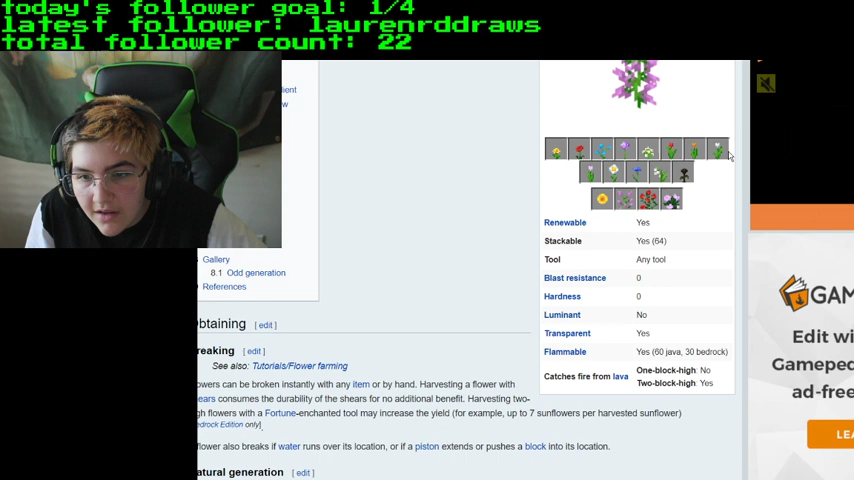 today's follower goal: 1/4
latest follower: laurenrddraws
total follower count: 22
Renewable Yes
Stackable Yes (64)
Tool Any tool
Blast resistance 0
Hardness 0
Luminant No
Transparent Yes
Flammable Yes (60 java, 30 bedrock)
Catches fire from lava One-block-high: No
Two-block-high: Yes
Gallery
8.1 Odd generation
References
btaining [ edit ]
reaking [ edit ]
See also: Tutorials/Flower farming
owers can be broken instantly with any item or by hand. Harvesting a flower with
ears consumes the durability of the shears for no additional benefit. Harvesting two-
gh flowers with a Fortune-enchanted tool may increase the yield (for example, up to 7 sunflowers per harvested sunflower)
edrock Edition only].
flower also breaks if water runs over its location, or if a piston extends or pushes a block into its location.
atural generation [ edit ]
GAM
Edit wi
Gameped
ad-free
LEA